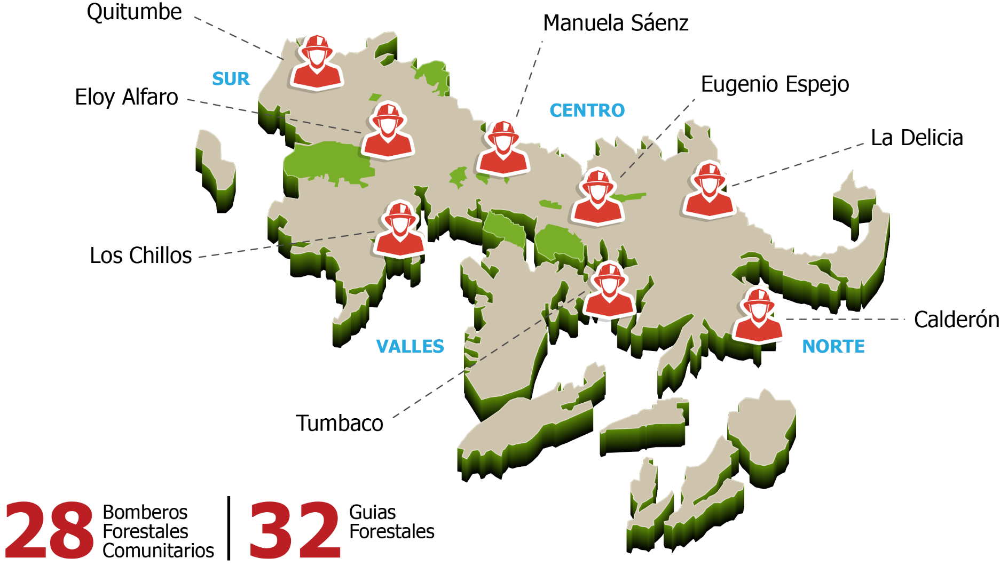 Quitumbe
Manuela Sáenz
SUR
Eugenio Espejo
Eloy Alfaro
CENTRO
La Delicia
Los Chillos
Calderón
VALLES
NORTE
Tumbaco
28
Bomberos
Forestales
Comunitarios
32
Guias
Forestales